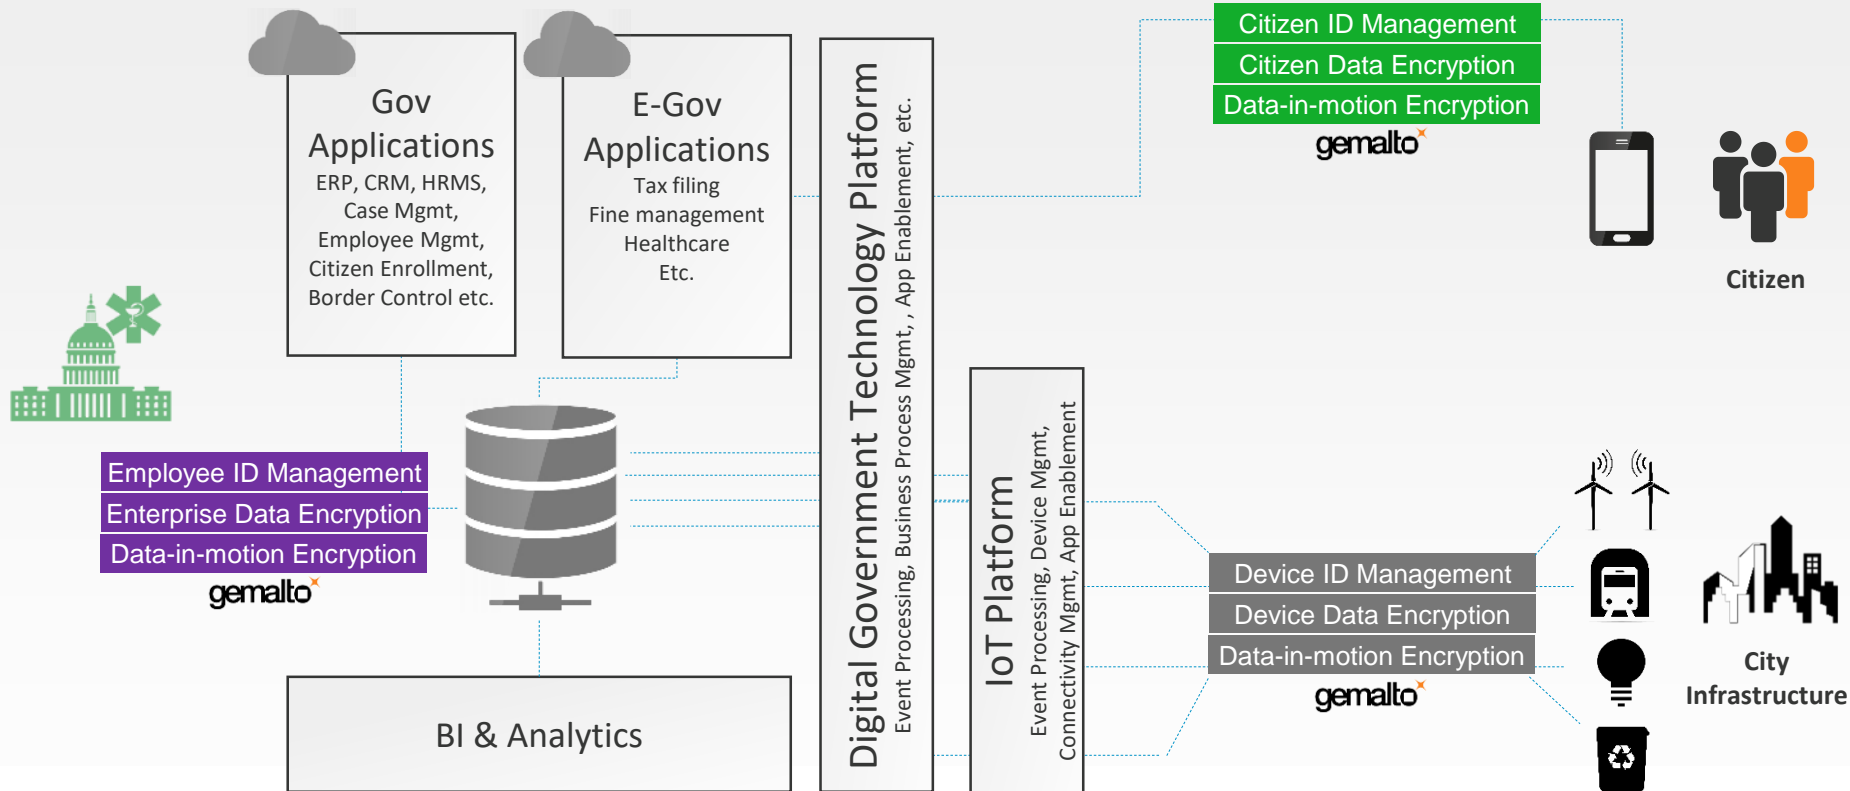 Gov
Applications
ERP, CRM, HRMS,
Case Mgmt,
Employee Mgmt,
Citizen Enrollment,
Border Control etc.
E-Gov
Applications
Tax filing
Fine management
Healthcare
Etc.
Digital Government Technology Platform
Event Processing, Business Process Mgmt, , App Enablement, etc.
Citizen ID Management
Citizen Data Encryption
Data-in-motion Encryption
gemalto
Citizen
Employee ID Management
Enterprise Data Encryption
Data-in-motion Encryption
gemalto
IoT Platform
Event Processing, Device Mgmt,
Connectivity Mgmt, App Enablement
Device ID Management
Device Data Encryption
Data-in-motion Encryption
gemalto
City
Infrastructure
BI & Analytics